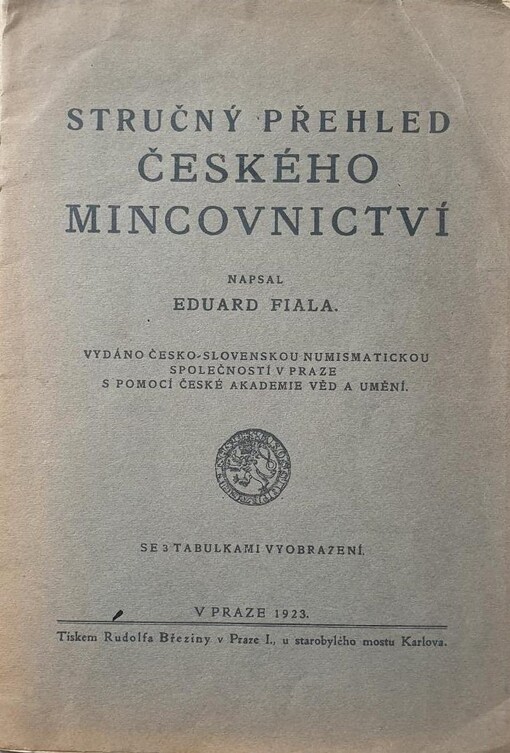 STRUČNÝ PŘEHLED
ČESKÉHO
MINCOVNICTVÍ
NAPSAL
EDUARD FIALA.
VYDÁNO ČESKO-SLOVENSKOU NUMISMATICKOU
SPOLEČNOSTÍ V PRAZE
S POMOCÍ ČESKÉ AKADEMIE VĚD A UMĚNÍ.
SE 3 TABULKAMI VYOBRAZENÍ.
V PRAZE 1923.
Tiskem Rudolfa Březiny v Praze I., u starobylého mostu Karlova.